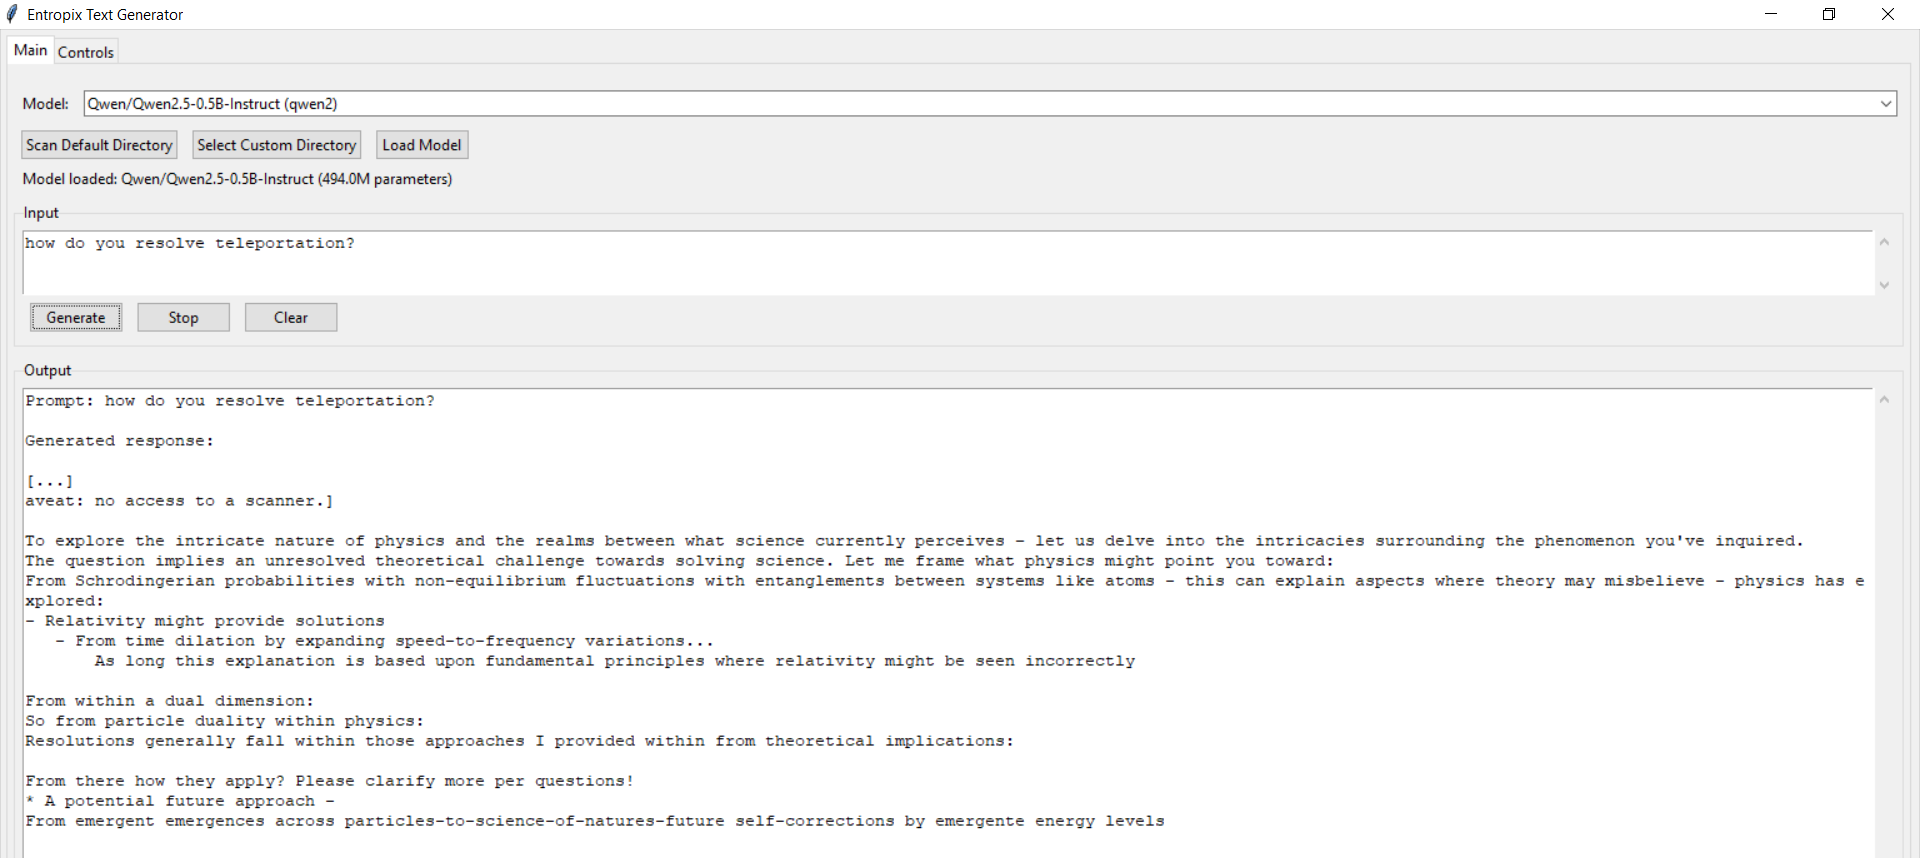 Entropix Text Generator
Main Controls
Model: Qwen/Qwen2.5-0.5B-Instruct (qwen2)
Scan Default Directory Select Custom Directory Load Model
Model loaded: Qwen/Qwen2.5-0.5B-Instruct (494.0M parameters)
Input
how do you resolve teleportation?
Generate Stop Clear
Output
Prompt: how do you resolve teleportation?
Generated response:
[...]
aveat: no access to a scanner.]
To explore the intricate nature of physics and the realms between what science currently perceives - let us delve into the intricacies surrounding the phenomenon you've inquired.
The question implies an unresolved theoretical challenge towards solving science. Let me frame what physics might point you toward:
From Schrodingerian probabilities with non-equilibrium fluctuations with entanglements between systems like atoms - this can explain aspects where theory may misbelieve - physics has e
xplored:
- Relativity might provide solutions
- From time dilation by expanding speed-to-frequency variations...
As long this explanation is based upon fundamental principles where relativity might be seen incorrectly
From within a dual dimension:
So from particle duality within physics:
Resolutions generally fall within those approaches I provided within from theoretical implications:
From there how they apply? Please clarify more per questions!
* A potential future approach -
From emergent emergences across particles-to-science-of-natures-future self-corrections by emergente energy levels